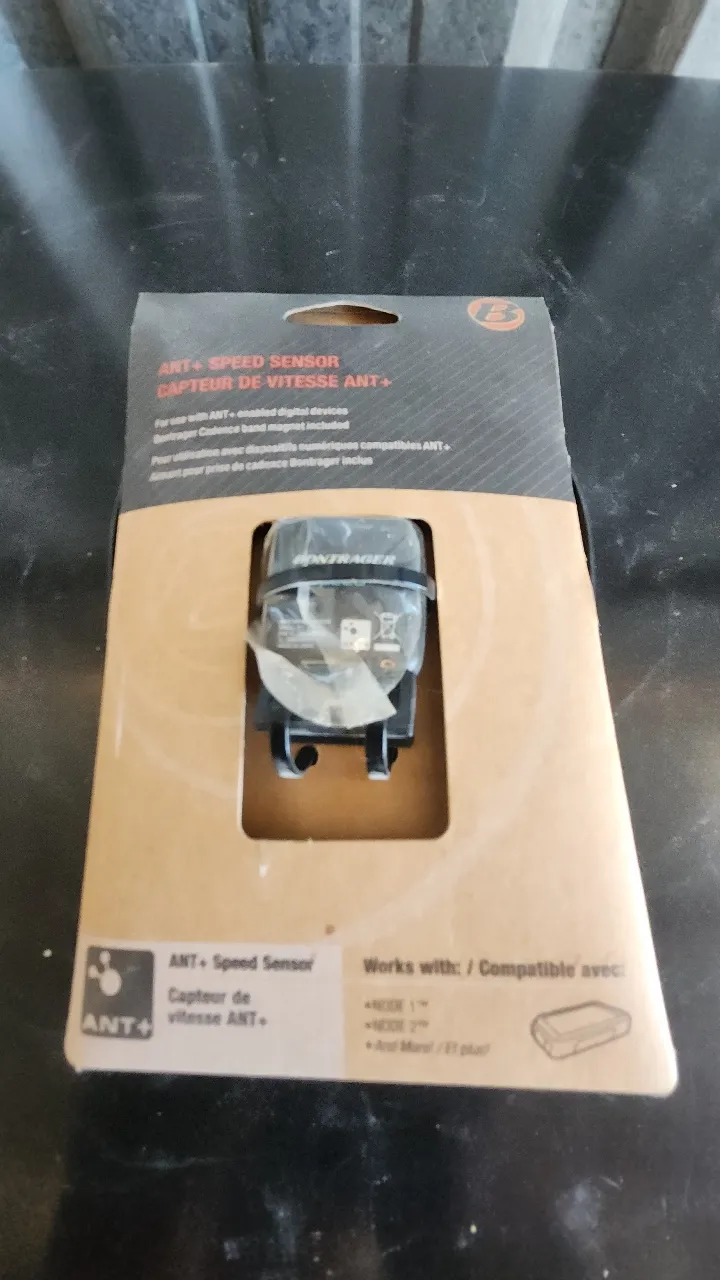 B
ANT+ SPEED SENSOR
CAPTEUR DE VITESSE ANT+
For use with ANT+ enabled digital devices
Bontrager Cadence band magnet included
Pour utilisation avec dispositifs numériques compatibles ANT+
Aimant pour prise de cadence Bontrager inclus
BONTRAGER
ANT+
ANT+ Speed Sensor
Capteur de
vitesse ANT+
Works with: / Compatible avec:
•NODE 1™
•NODE 2™
•And More! / Et plus!